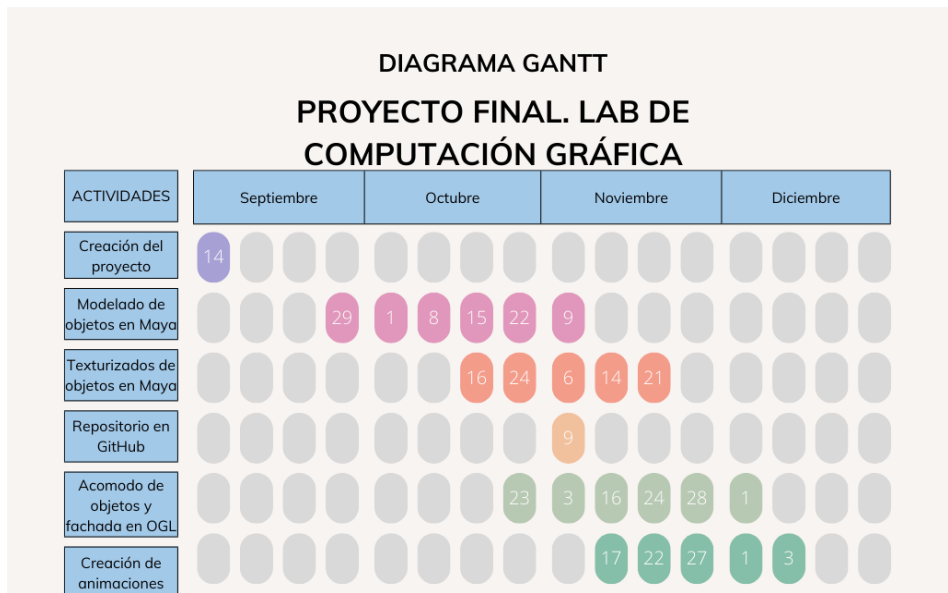 DIAGRAMA GANTT
PROYECTO FINAL. LAB DE
COMPUTACIÓN GRÁFICA
ACTIVIDADES
Septiembre
Octubre
Noviembre
Diciembre
Creación del
proyecto
14
Modelado de
objetos en Maya
29 1 8 15 22 9
Texturizados de
objetos en Maya
16 24 6 14 21
Repositorio en
GitHub
9
Acomodo de
objetos y
fachada en OGL
23 3 16 24 28 1
Creación de
animaciones
17 22 27 1 3